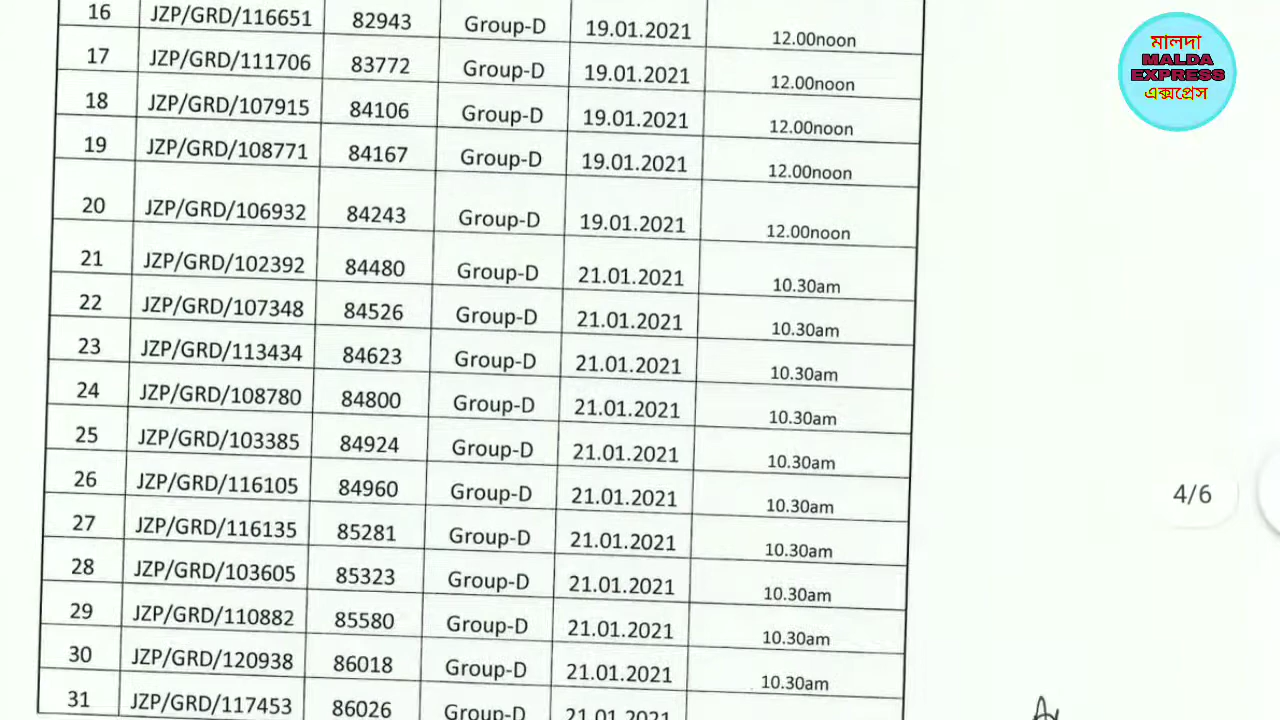 16 JZP/GRD/116651 82943 Group-D 19.01.2021 12.00noon
17 JZP/GRD/111706 83772 Group-D 19.01.2021 12.00noon
18 JZP/GRD/107915 84106 Group-D 19.01.2021 12.00noon
19 JZP/GRD/108771 84167 Group-D 19.01.2021 12.00noon
20 JZP/GRD/106932 84243 Group-D 19.01.2021 12.00noon
21 JZP/GRD/102392 84480 Group-D 21.01.2021 10.30am
22 JZP/GRD/107348 84526 Group-D 21.01.2021 10.30am
23 JZP/GRD/113434 84623 Group-D 21.01.2021 10.30am
24 JZP/GRD/108780 84800 Group-D 21.01.2021 10.30am
25 JZP/GRD/103385 84924 Group-D 21.01.2021 10.30am
26 JZP/GRD/116105 84960 Group-D 21.01.2021 10.30am
27 JZP/GRD/116135 85281 Group-D 21.01.2021 10.30am
28 JZP/GRD/103605 85323 Group-D 21.01.2021 10.30am
29 JZP/GRD/110882 85580 Group-D 21.01.2021 10.30am
30 JZP/GRD/120938 86018 Group-D 21.01.2021 10.30am
31 JZP/GRD/117453 86026 Group-D 21.01.2021
মালদা
MALDA
EXPRESS
এক্সপ্রেস
4/6